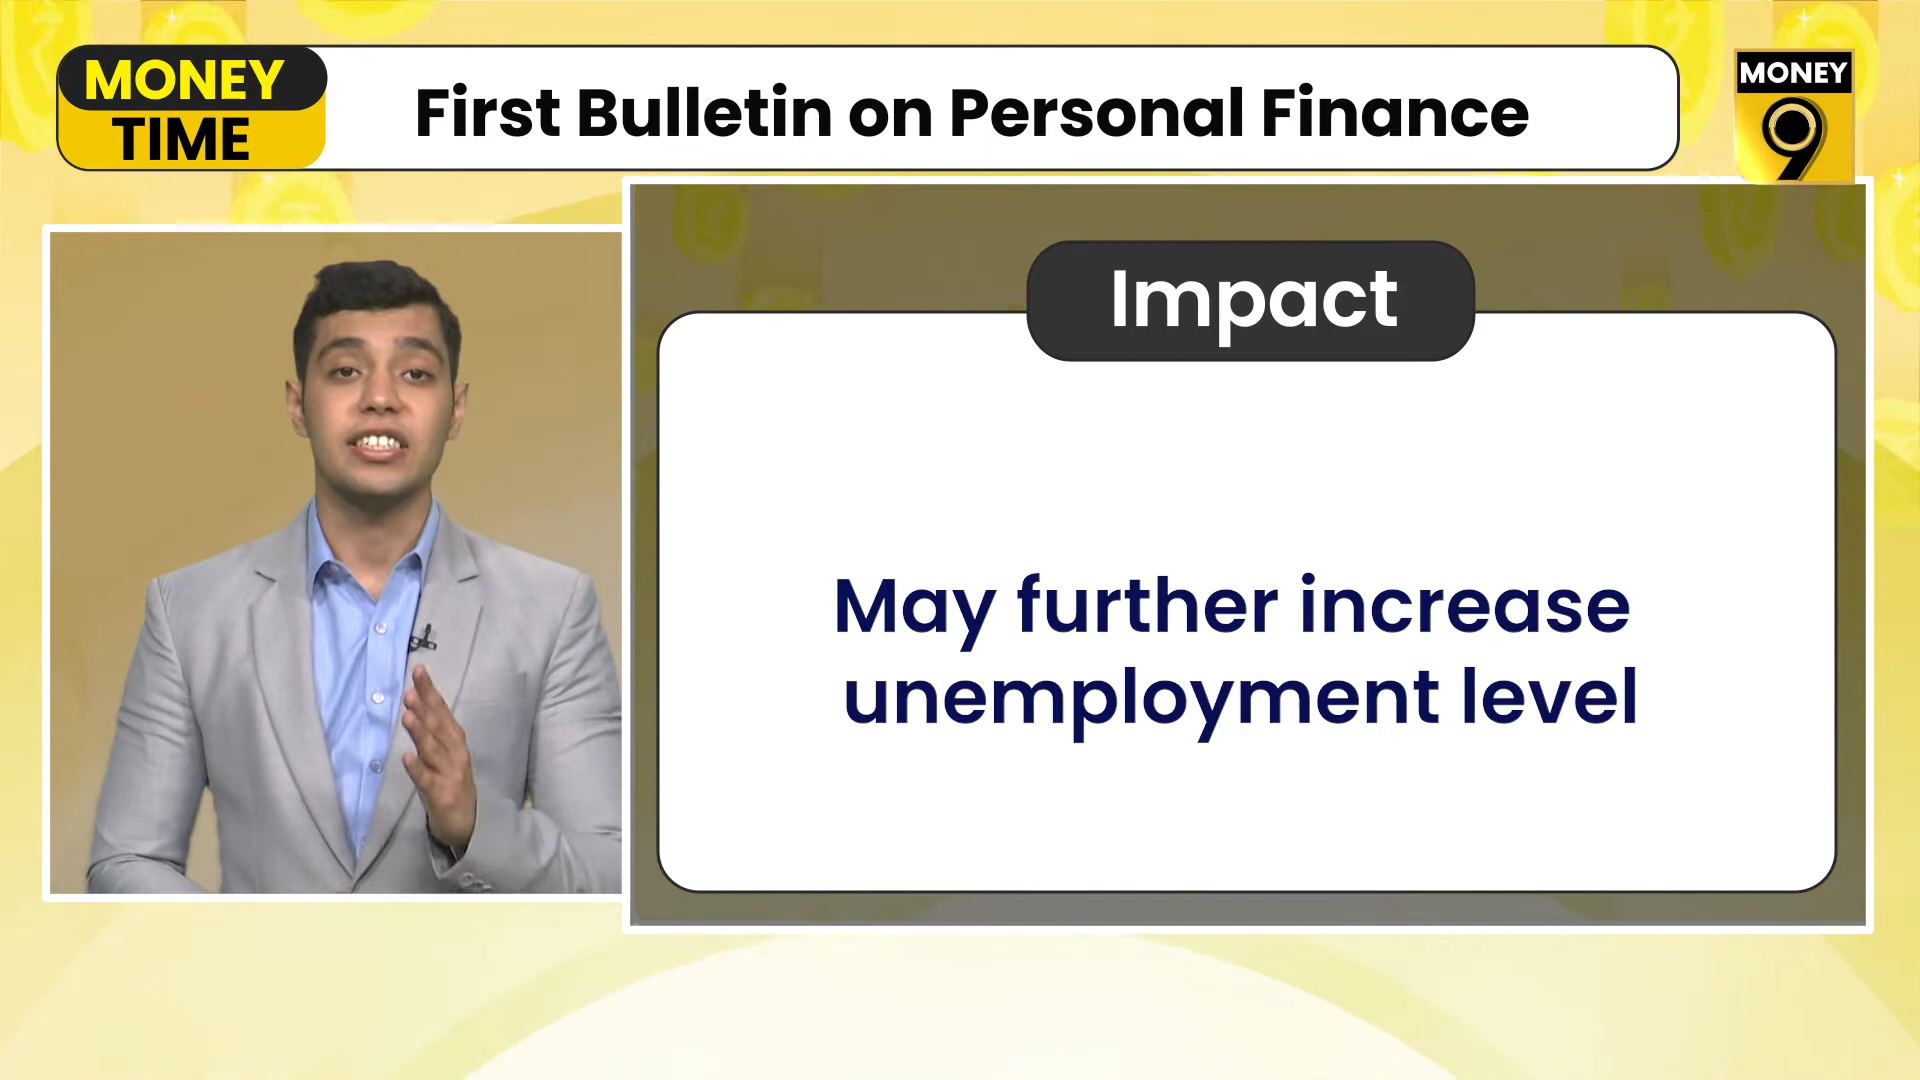 MONEY
TIME
First Bulletin on Personal Finance
MONEY
9
Impact
May further increase
unemployment level